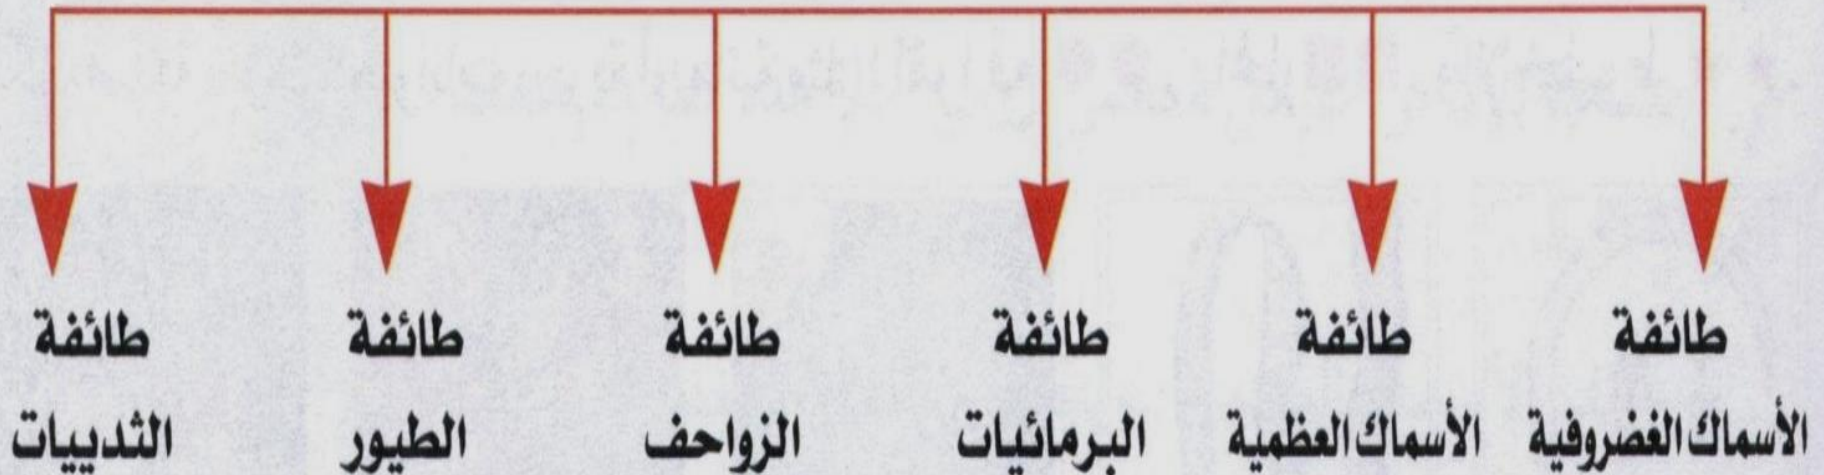 طائفة
الأسماك الغضروفية
طائفة
الأسماك العظمية
طائفة
البرمائيات
طائفة
الزواحف
طائفة
الطيور
طائفة
الثدييات